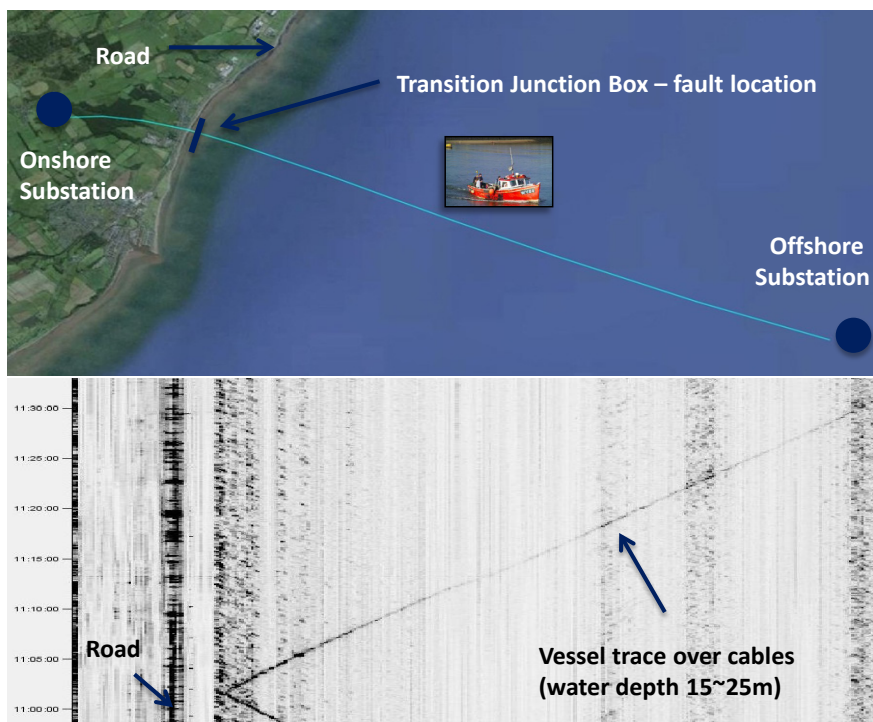 Road
Transition Junction Box – fault location
Onshore
Substation
Offshore
Substation
11:30:00
11:25:00
11:20:00
11:15:00
11:10:00
11:05:00
11:00:00
Road
Vessel trace over cables
(water depth 15~25m)